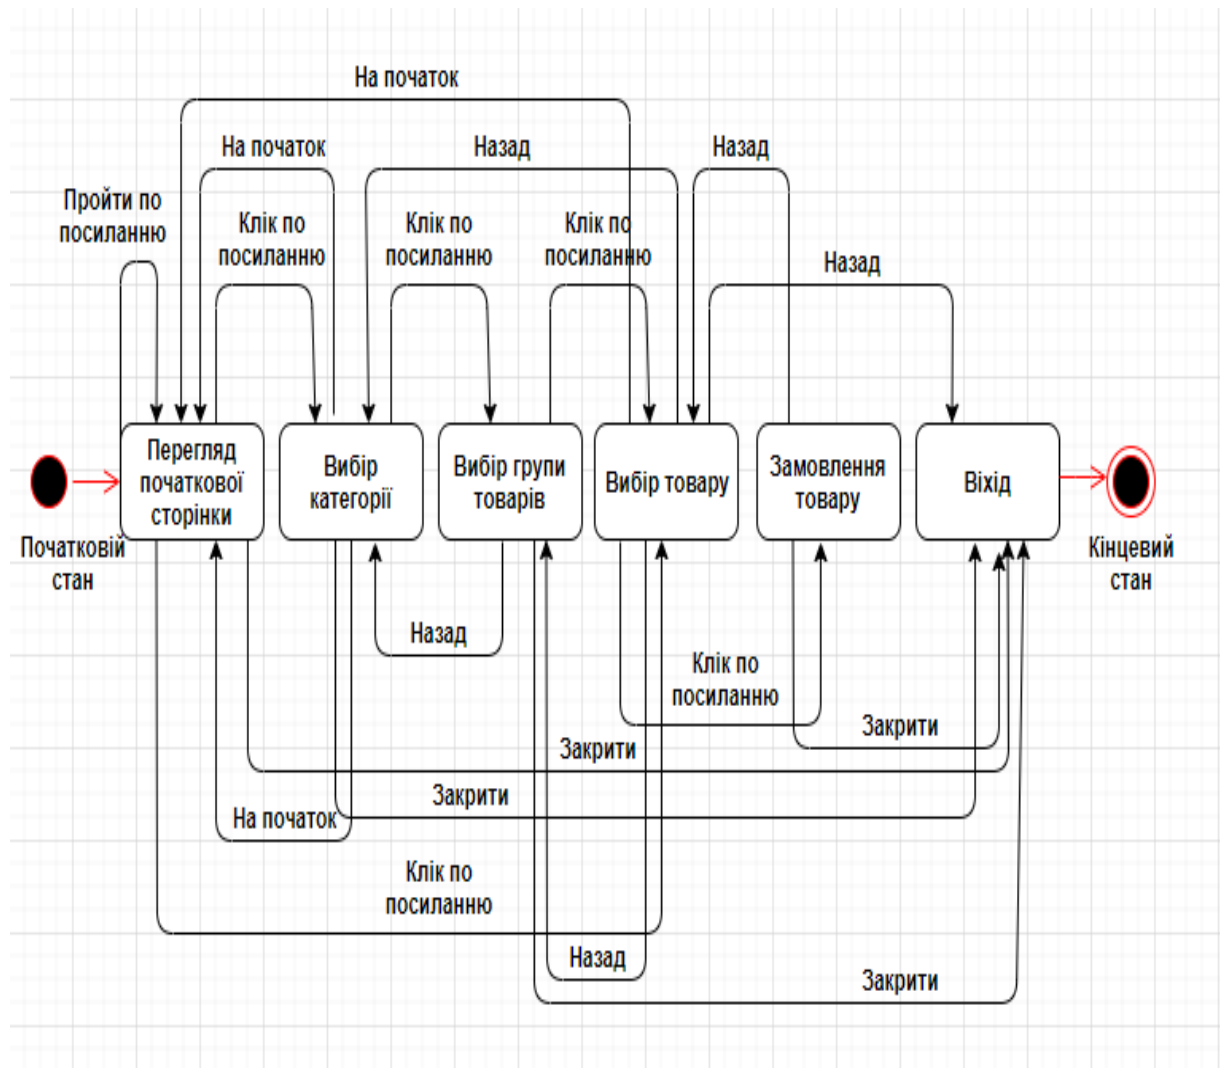 На початок
На початок
Назад
Назад
Пройти по
посиланню
Клік по
посиланню
Клік по
посиланню
Клік по
посиланню
Назад
Перегляд
початкової
сторінки
Вибір
категорії
Вибір групи
товарів
Вибір товару
Замовлення
товару
Віхід
Початковій
стан
Кінцевий
стан
Назад
Клік по
посиланню
Закрити
Закрити
Закрити
На початок
Клік по
посиланню
Назад
Закрити